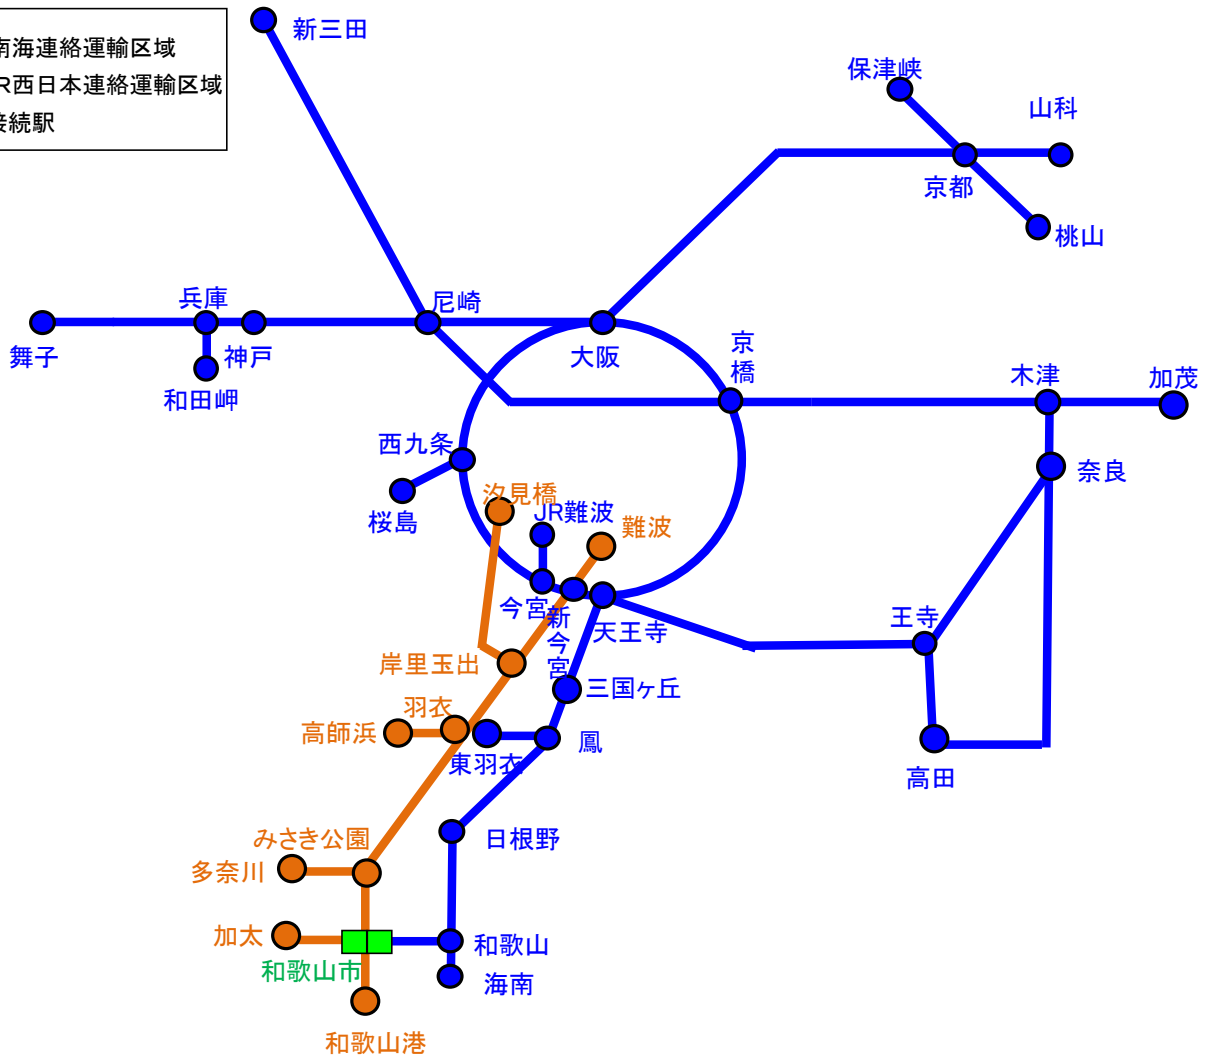 新三田
南海連絡運輸区域
R西日本連絡運輸区域
接続駅
保津峡
山科
京都
桃山
兵庫
尼崎
舞子
神戸
大阪
京橋
和田岬
木津
加茂
西九条
奈良
汐見橋
JR難波
難波
桜島
今宮
新今宮
天王寺
王寺
岸里玉出
三国ヶ丘
羽衣
高師浜
東羽衣
鳳
高田
みさき公園
多奈川
日根野
加太
和歌山
和歌山市
海南
和歌山港